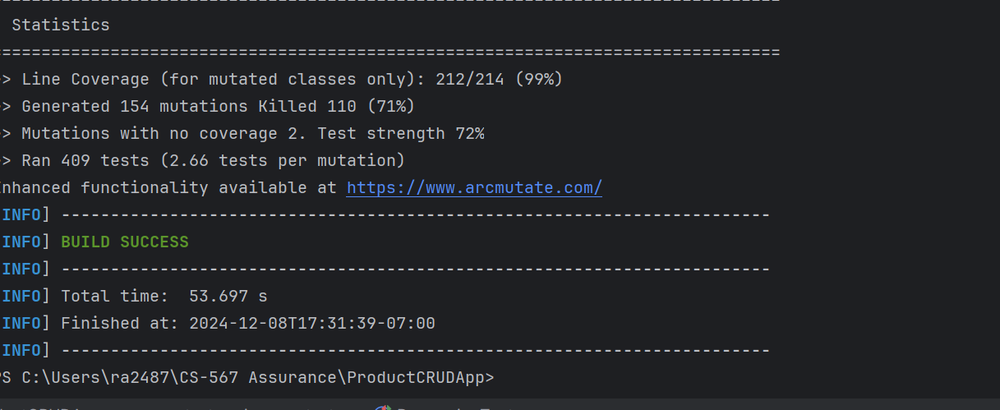 ================================================================================
Statistics
================================================================================
> Line Coverage (for mutated classes only): 212/214 (99%)
> Generated 154 mutations Killed 110 (71%)
> Mutations with no coverage 2. Test strength 72%
> Ran 409 tests (2.66 tests per mutation)
Enhanced functionality available at https://www.arcmutate.com/
INFO] ------------------------------------------------------------------------
INFO] BUILD SUCCESS
INFO] ------------------------------------------------------------------------
INFO] Total time:  53.697 s
INFO] Finished at: 2024-12-08T17:31:39-07:00
INFO] ------------------------------------------------------------------------
PS C:\Users\ra2487\CS-567 Assurance\ProductCRUDApp>